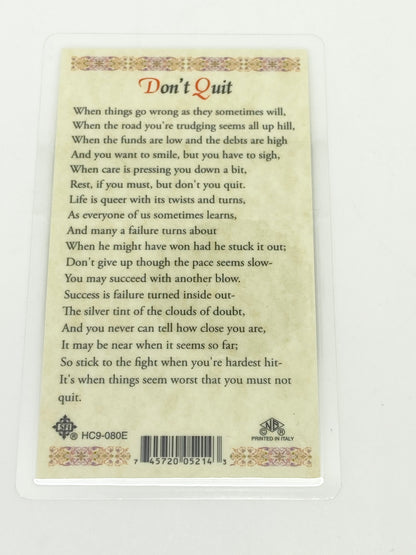 Don't Quit
When things go wrong as they sometimes will,
When the road you're trudging seems all up hill,
When the funds are low and the debts are high
And you want to smile, but you have to sigh,
When care is pressing you down a bit,
Rest, if you must, but don't you quit.
Life is queer with its twists and turns,
As everyone of us sometimes learns,
And many a failure turns about
When he might have won had he stuck it out;
Don't give up though the pace seems slow-
You may succeed with another blow.
Success is failure turned inside out-
The silver tint of the clouds of doubt,
And you never can tell how close you are,
It may be near when it seems so far;
So stick to the fight when you're hardest hit-
It's when things seem worst that you must not
quit.
® HC9-080E
PRINTED IN ITALY
7 45720 05214 3